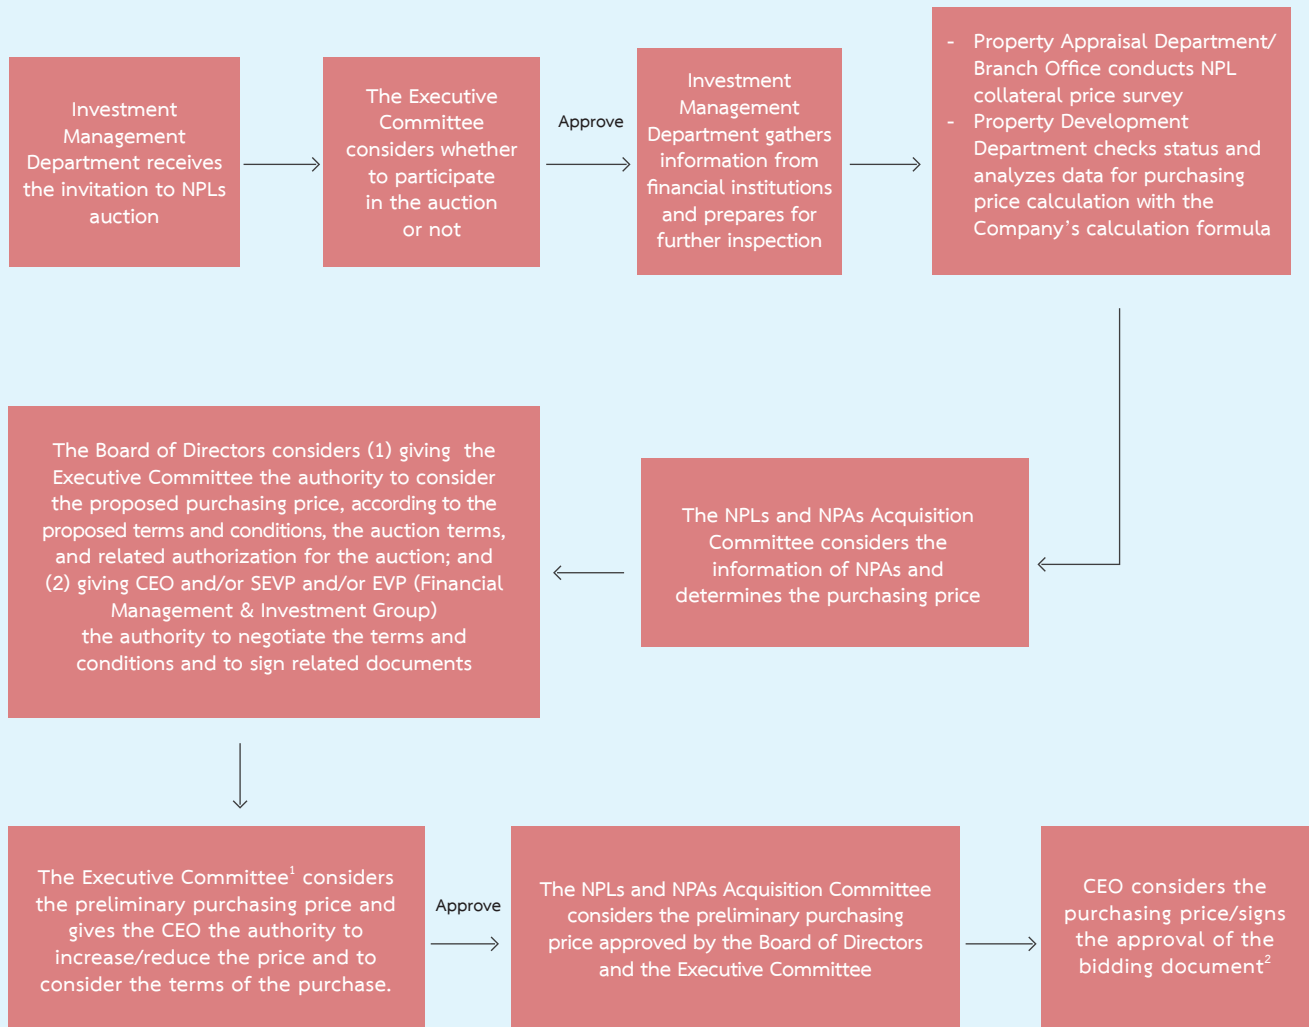 Investment
Management
Department receives
the invitation to NPLs
auction
The Executive
Committee
considers whether
to participate
in the auction
or not
Approve
Investment
Management
Department gathers
information from
financial institutions
and prepares for
further inspection
- Property Appraisal Department/
Branch Office conducts NPL
collateral price survey
- Property Development
Department checks status and
analyzes data for purchasing
price calculation with the
Company's calculation formula
The NPLs and NPAs Acquisition
Committee considers the
information of NPAs and
determines the purchasing price
The Board of Directors considers (1) giving the
Executive Committee the authority to consider
the proposed purchasing price, according to the
proposed terms and conditions, the auction terms,
and related authorization for the auction; and
(2) giving CEO and/or SEVP and/or EVP (Financial
Management & Investment Group)
the authority to negotiate the terms and
conditions and to sign related documents
The Executive Committee¹ considers
the preliminary purchasing price and
gives the CEO the authority to
increase/reduce the price and to
consider the terms of the purchase.
Approve
The NPLs and NPAs Acquisition Committee
considers the preliminary purchasing
price approved by the Board of Directors
and the Executive Committee
CEO considers the
purchasing price/signs
the approval of the
bidding document²